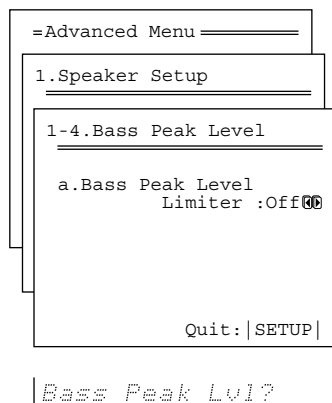 =Advanced Menu
1.Speaker Setup
1-4.Bass Peak Level
a.Bass Peak Level
Limiter :Off
Quit:|SETUP|
Bass Peak Lvl?